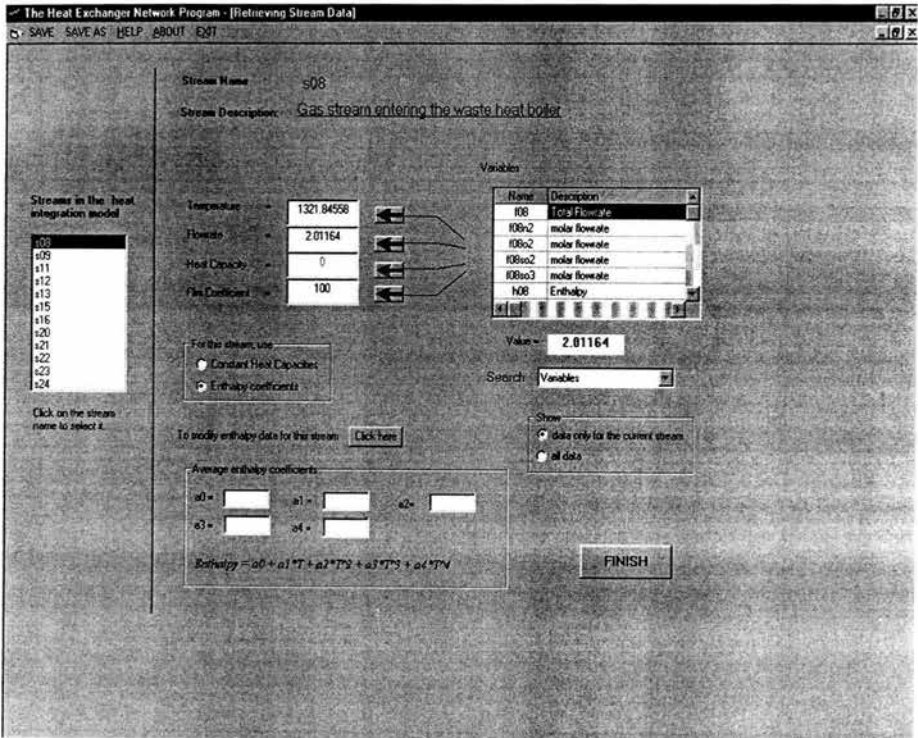 The Heat Exchanger Network Program - [Retrieving Stream Data]
SAVE SAVE AS HELP ABOUT EXIT
Stream Name = s08
Stream Description: Gas stream entering the waste heat boiler
Streams in the heat
integration model
s08
s09
s11
s12
s13
s15
s16
s20
s21
s22
s23
s24
Click on the stream
name to select it.
Temperature = 1321.84558
Flowrate = 2.01164
Heat Capacity = 0
Film Coefficient = 100
Variables
Name Description
f08 Total Flowrate
f08n2 molar flowrate
f08o2 molar flowrate
f08so2 molar flowrate
f08so3 molar flowrate
h08 Enthalpy
Value = 2.01164
Search Variables
For this stream, use
Constant Heat Capacities
Enthalpy coefficients
Show
data only for the current stream
all data
To modify enthalpy data for this stream Click here
Average enthalpy coefficients
a0 = a1 = a2=
a3 = a4 =
Enthalpy = a0 + a1*T + a2*T^2 + a3*T^3 + a4*T^4
FINISH